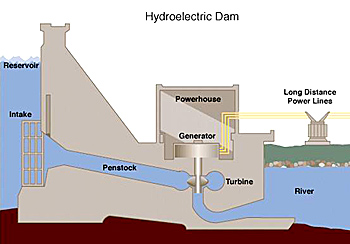 Hydroelectric Dam
Reservoir
Intake
Penstock
Powerhouse
Generator
Turbine
Long Distance
Power Lines
River